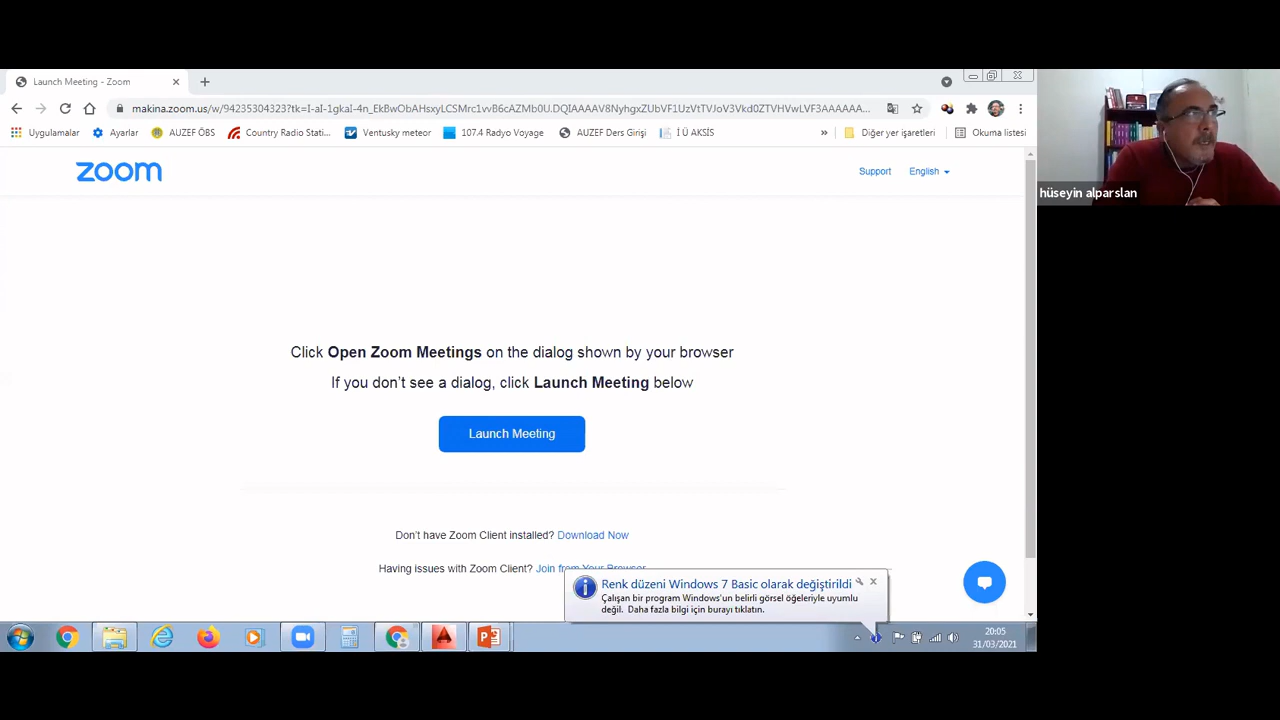 Launch Meeting - Zoom
makina.zoom.us/w/94235304323?tk=
Uygulamalar
Ayarlar
AUZEF ÖBS
Country Radio Stati...
Ventusky meteor
107.4 Radyo Voyage
AUZEF Ders Girişi
İ Ü AKSİS
»
Diğer yer işaretleri
Okuma listesi
zoom
Support
English
hüseyin alparslan
Click Open Zoom Meetings on the dialog shown by your browser
If you don't see a dialog, click Launch Meeting below
Launch Meeting
Don't have Zoom Client installed? Download Now
Having issues with Zoom Client? Join from Your Browser
Renk düzeni Windows 7 Basic olarak değiştirildi
Çalışan bir program Windows'un belirli görsel öğeleriyle uyumlu
değil. Daha fazla bilgi için burayı tıklatın.
20:05
31/03/2021